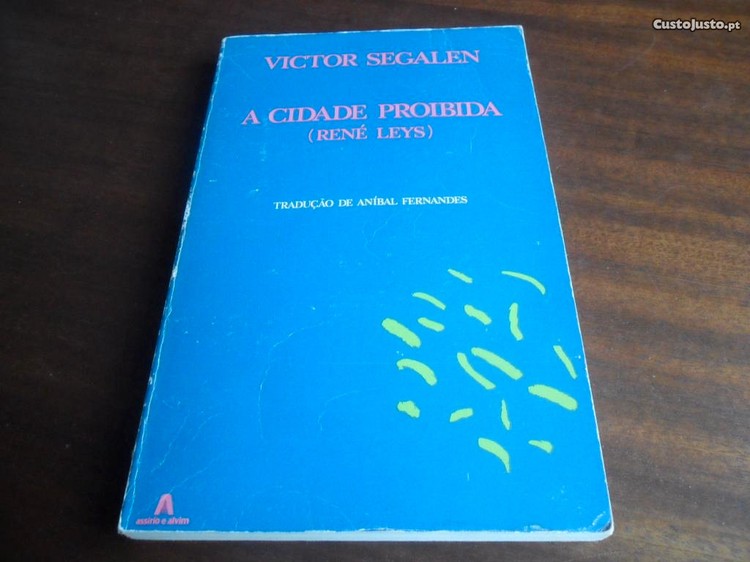 CustoJusto.pt
VICTOR SEGALEN
A CIDADE PROIBIDA
(RENÉ LEYS)
TRADUÇÃO DE ANÍBAL FERNANDES
assírio e alvim